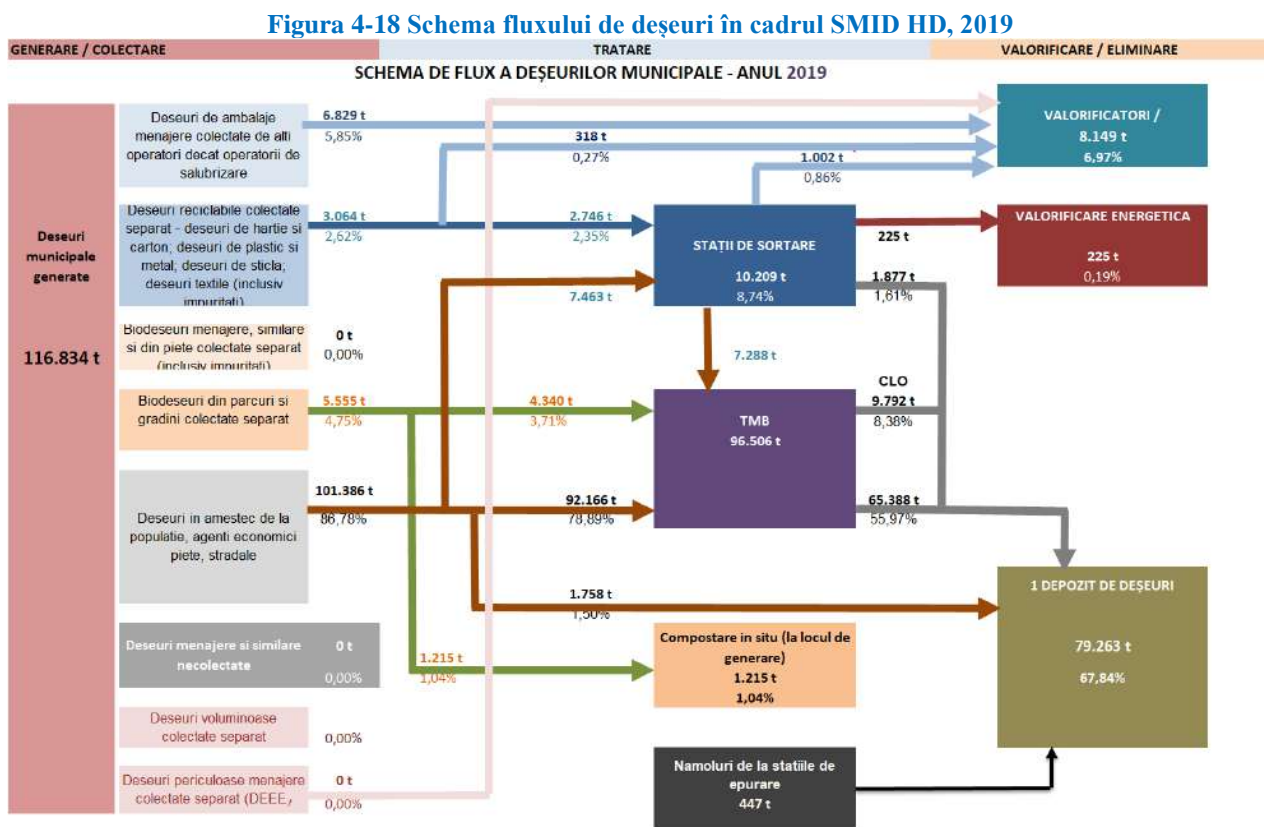 Figura 4-18 Schema fluxului de deșeuri în cadrul SMID HD, 2019
GENERARE / COLECTARE
TRATARE
VALORIFICARE / ELIMINARE
SCHEMA DE FLUX A DEȘEURILOR MUNICIPALE - ANUL 2019
Deseuri
municipale
generate
116.834 t
Deseuri de ambalaje
menajere colectate de alti
operatori decat operatorii de
salubrizare
6.829 t
5,85%
318 t
0,27%
1.002 t
0,86%
VALORIFICATORI /
8.149 t
6,97%
Deseuri reciclabile colectate
separat - deseuri de hartie si
carton; deseuri de plastic si
metal; deseuri de sticla;
deseuri textile (inclusiv
impuritati)
3.064 t
2,62%
2.746 t
2,35%
7.463 t
STAȚII DE SORTARE
10.209 t
8,74%
225 t
1.877 t
1,61%
VALORIFICARE ENERGETICA
225 t
0,19%
Biodeseuri menajere, similare
si din piete colectate separat
(inclusiv impuritati)
0 t
0,00%
7.288 t
Biodeseuri din parcuri si
gradini colectate separat
5.555 t
4,75%
4.340 t
3,71%
TMB
96.506 t
CLO
9.792 t
8,38%
Deseuri in amestec de la
populatie, agenti economici
piete, stradale
101.386 t
86,78%
92.166 t
78,89%
65.388 t
55,97%
1.758 t
1,50%
1 DEPOZIT DE DEȘEURI
79.263 t
67,84%
Deseuri menajere si similare
necolectate
0 t
0,00%
1.215 t
1,04%
Compostare in situ (la locul de
generare)
1.215 t
1,04%
Deseuri voluminoase
colectate separat
0,00%
Deseuri periculoase menajere
colectate separat (DEEE,
0 t
0,00%
Namoluri de la statiile de
epurare
447 t